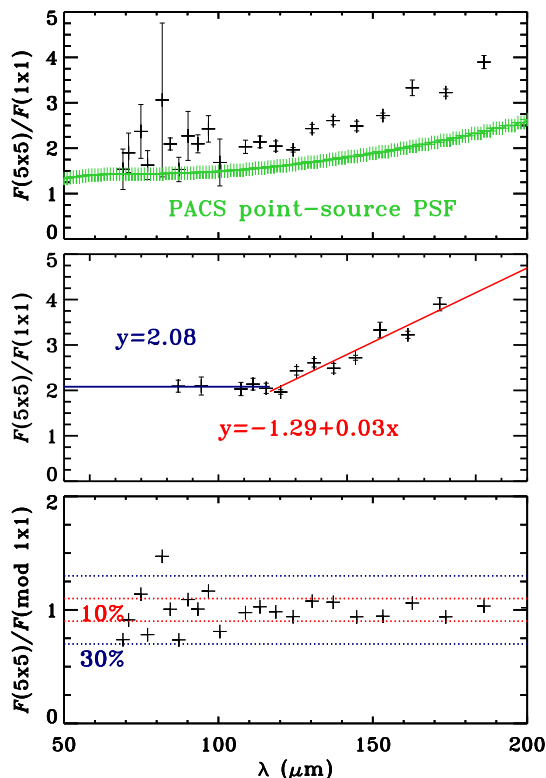 5
4
3
2
1
0
F(5x5)/F(1x1)
PACS point-source PSF
5
4
3
2
1
F(5x5)/F(1x1)
y=2.08
y=-1.29+0.03x
2
1
0
F(5x5)/F(mod 1x1)
10%
30%
50 100 150 200
λ (μm)